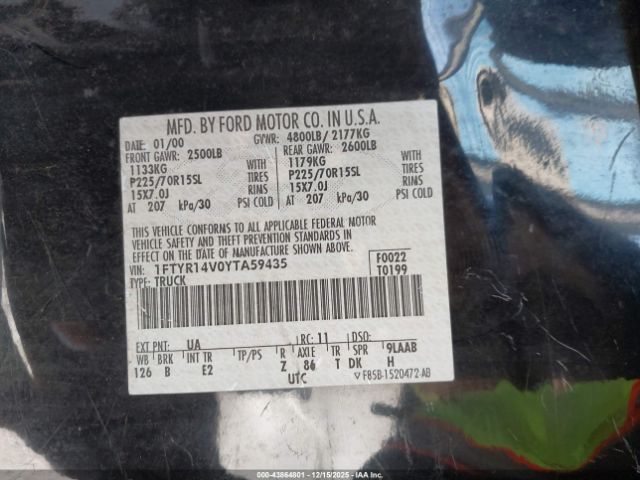 MFD. BY FORD MOTOR CO. IN U.S.A.
DATE: 01/00 GVWR: 4800LB/ 2177KG
FRONT GAWR: 2500LB REAR GAWR: 2600LB
1133KG WITH 1179KG WITH
P225/70R15SL TIRES P225/70R15SL TIRES
15X7.0J RIMS 15X7.0J RIMS
AT 207 kPa/30 PSI COLD AT 207 kPa/30 PSI COLD
THIS VEHICLE CONFORMS TO ALL APPLICABLE FEDERAL MOTOR
VEHICLE SAFETY AND THEFT PREVENTION STANDARDS IN
EFFECT ON THE DATE OF MANUFACTURE SHOWN ABOVE.
VIN: 1FTYR14V0YTA59435 F0022
TYPE: TRUCK T0199
EXT PNT: UA RC: 11 DSO:
WB BRK INT TR TP/PS R AXLE TR SPR 9LAAB
126 B E2 Z 86 T DK H
UTC F85B-1520472-AB
000-43864801 - 12/15/2025 - IAAI.COM